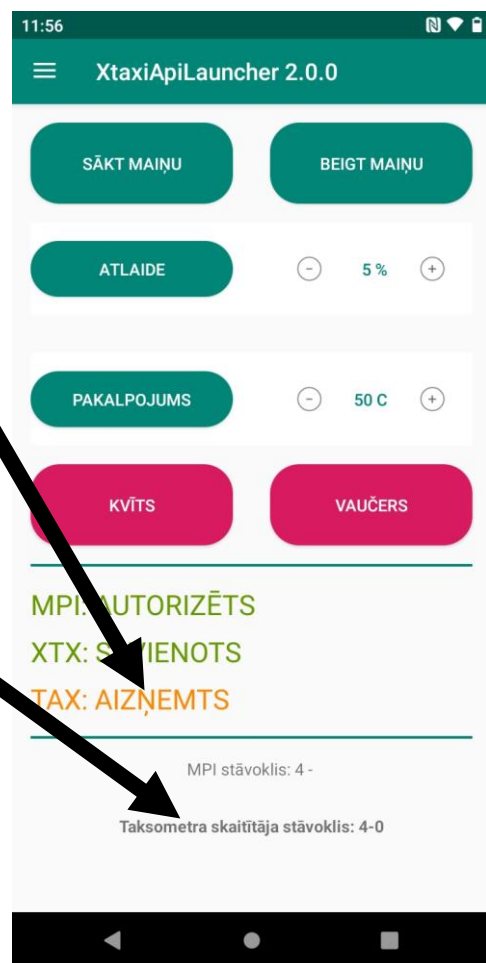 11:56
XtaxiApiLauncher 2.0.0
SĀKT MAIŅU
BEIGT MAIŅU
ATLAIDE
- 5 % +
PAKALPOJUMS
- 50 C +
KVĪTS
VAUČERS
MPI: AUTORIZĒTS
XTX:
TAX: AIZŅEMTS
MPI stāvoklis: 4 -
Taksometra skaitītāja stāvoklis: 4-0